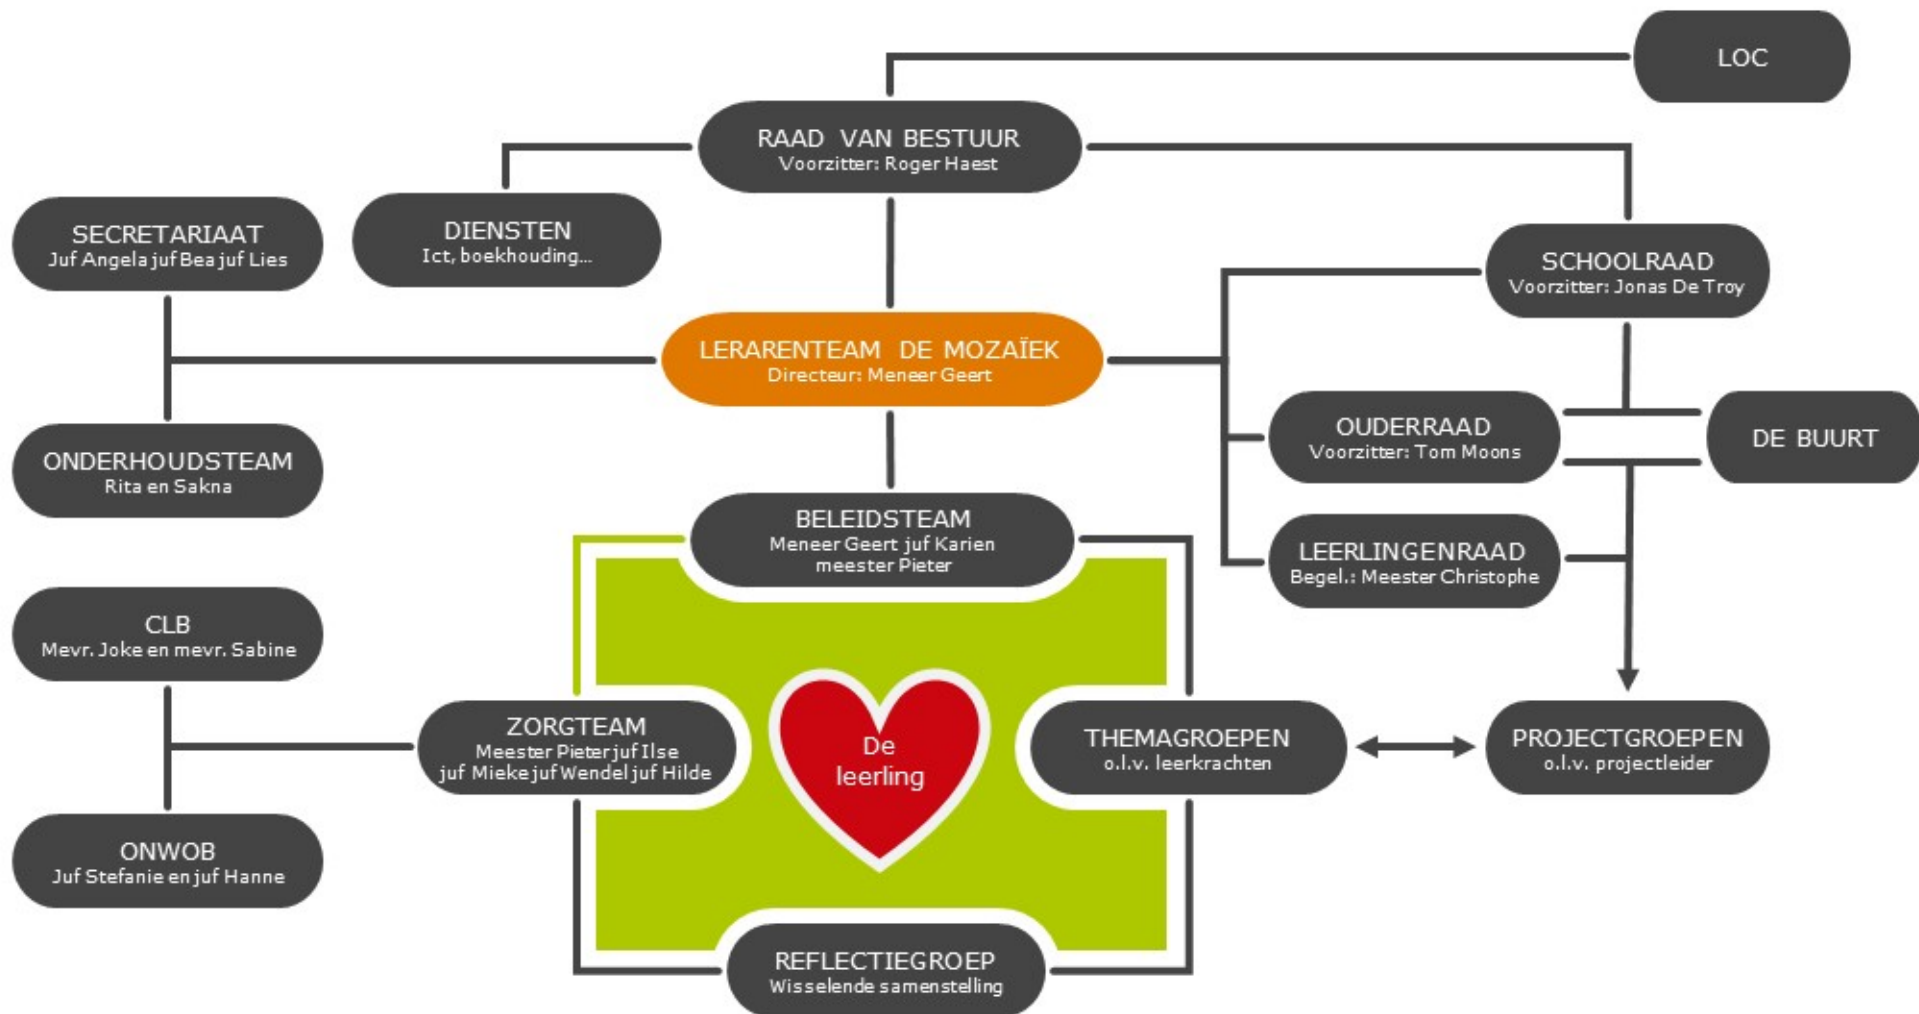 LOC
RAAD VAN BESTUUR
Voorzitter: Roger Haest
SECRETARIAAT
Juf Angela juf Bea juf Lies
DIENSTEN
Ict, boekhouding...
SCHOOLRAAD
Voorzitter: Jonas De Troy
LERARENTEAM DE MOZAÏEK
Directeur: Meneer Geert
OUDERRAAD
Voorzitter: Tom Moons
DE BUURT
ONDERHOUDSTEAM
Rita en Sakna
BELEIDSTEAM
Meneer Geert juf Karien
meester Pieter
LEERLINGENRAAD
Begel.: Meester Christophe
CLB
Mevr. Joke en mevr. Sabine
ZORGTEAM
Meester Pieter juf Ilse
juf Mieke juf Wendel juf Hilde
De
leerling
THEMAGROEPEN
o.l.v. leerkrachten
PROJECTGROEPEN
o.l.v. projectleider
ONWOB
Juf Stefanie en juf Hanne
REFLECTIEGROEP
Wisselende samenstelling